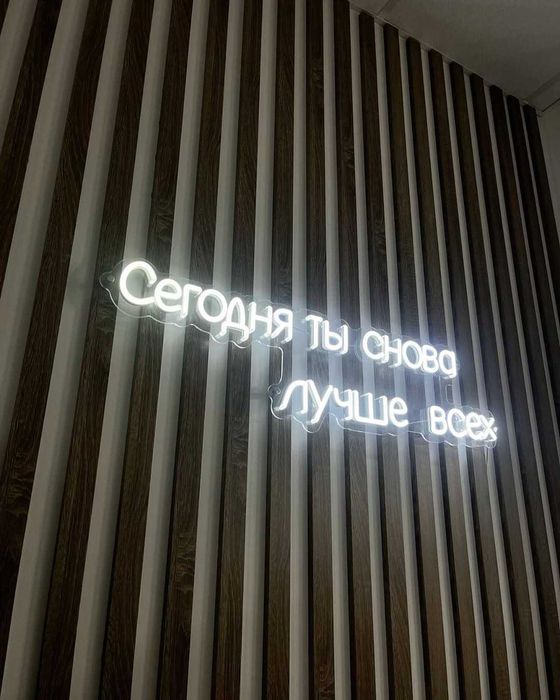 Сегодня ты снова
лучше всех